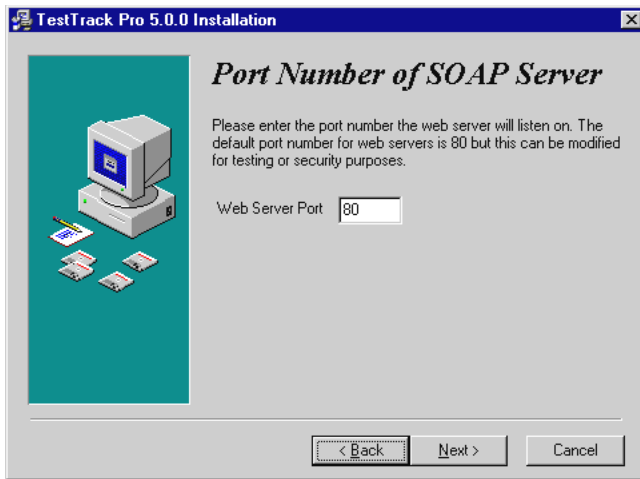 TestTrack Pro 5.0.0 Installation
Port Number of SOAP Server
Please enter the port number the web server will listen on. The
default port number for web servers is 80 but this can be modified
for testing or security purposes.
Web Server Port 80
< Back Next > Cancel